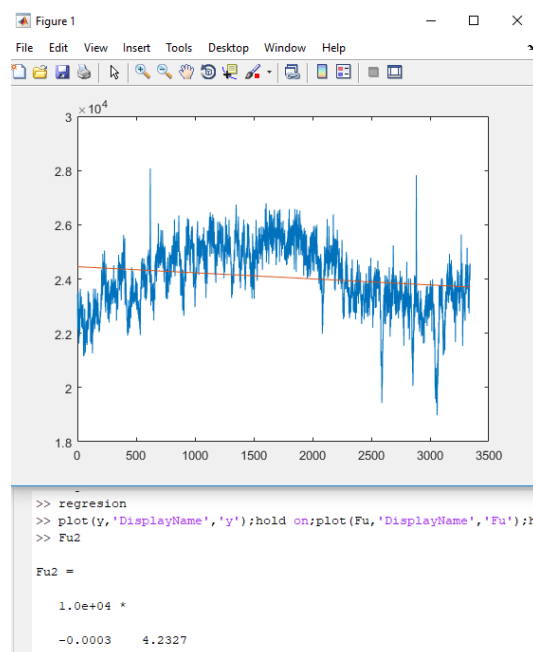 Figure 1
File Edit View Insert Tools Desktop Window Help
× 10^4
3
2.8
2.6
2.4
2.2
2
1.8
0 500 1000 1500 2000 2500 3000 3500
>> regresion
>> plot(y,'DisplayName','y');hold on;plot(Fu,'DisplayName','Fu');h
>> Fu2
Fu2 =
1.0e+04 *
-0.0003 4.2327